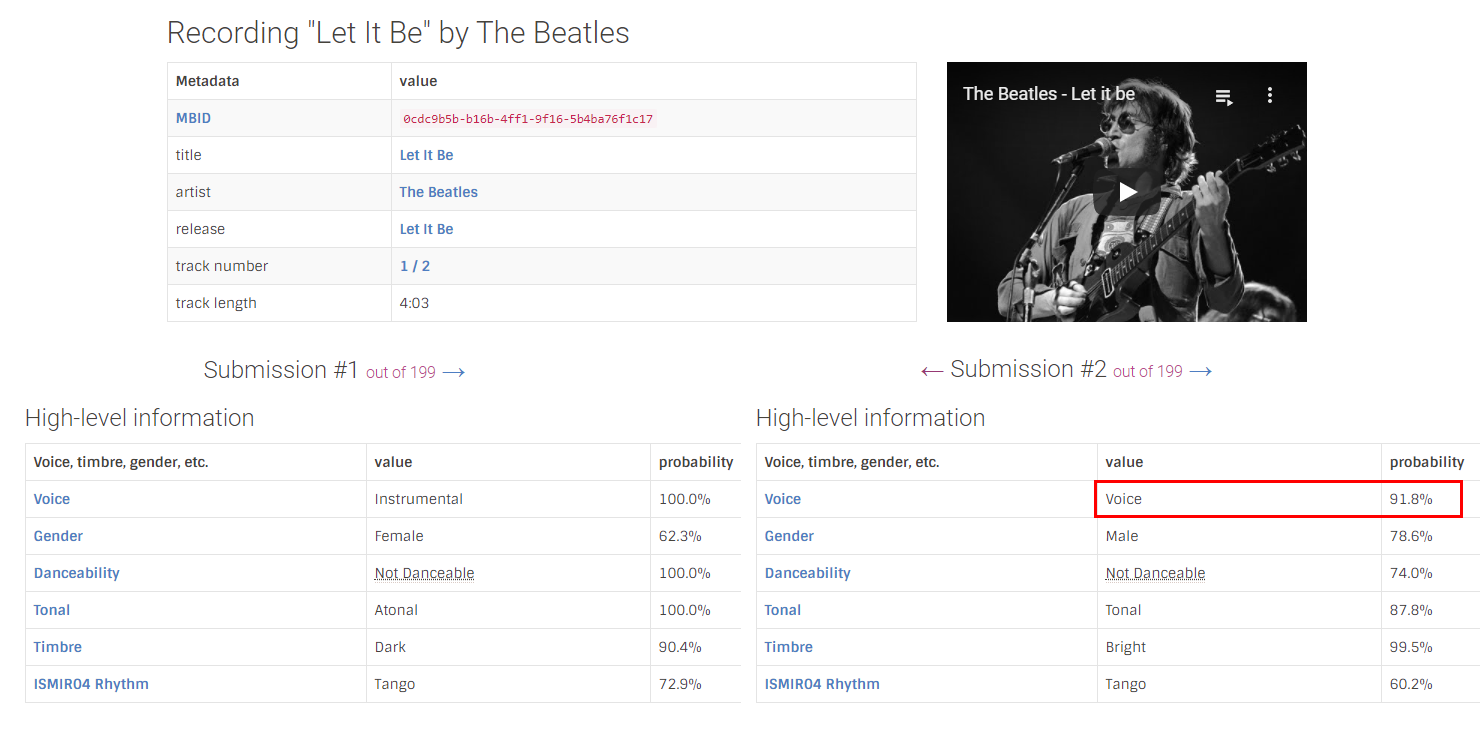 Recording "Let It Be" by The Beatles
Metadata value
MBID 0cdc9b5b-b16b-4ff1-9f16-5b4ba76f1c17
title Let It Be
artist The Beatles
release Let It Be
track number 1 / 2
track length 4:03
The Beatles - Let it be
Submission #1 out of 199 →
High-level information
Voice, timbre, gender, etc. value probability
Voice Instrumental 100.0%
Gender Female 62.3%
Danceability Not Danceable 100.0%
Tonal Atonal 100.0%
Timbre Dark 90.4%
ISMIR04 Rhythm Tango 72.9%
← Submission #2 out of 199 →
High-level information
Voice, timbre, gender, etc. value probability
Voice Voice 91.8%
Gender Male 78.6%
Danceability Not Danceable 74.0%
Tonal Tonal 87.8%
Timbre Bright 99.5%
ISMIR04 Rhythm Tango 60.2%